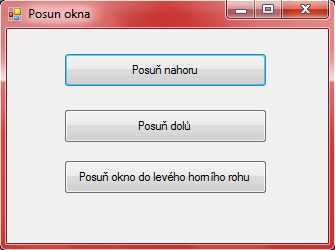 Posun okna
Posuň nahoru
Posuň dolů
Posuň okno do levého horního rohu